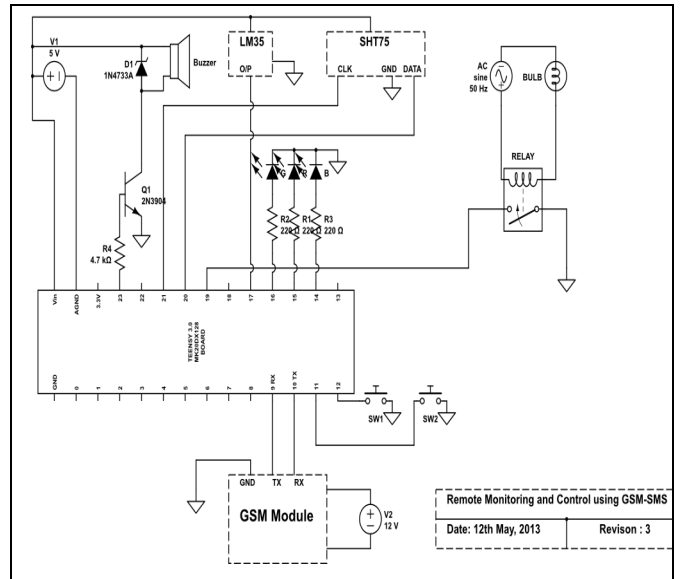 V1
5 V
D1
1N4733A
Buzzer
LM35
O/P
SHT75
CLK GND DATA
AC
sine
50 Hz
BULB
RELAY
Q1
2N3904
R4
4.7 kΩ
G R B
R2 R1 R3
220 Ω 220 Ω 220 Ω
Vin AGND 3.3V 23 22 21 20 19 18 17 16 15 14 13
TEENSY 3.0
MK20DX128
BOARD
GND 0 1 2 3 4 5 6 7 8 9 RX 10 TX 11 12
SW1 SW2
GND TX RX
GSM Module
V2
12 V
Remote Monitoring and Control using GSM-SMS
Date: 12th May, 2013 Revison : 3